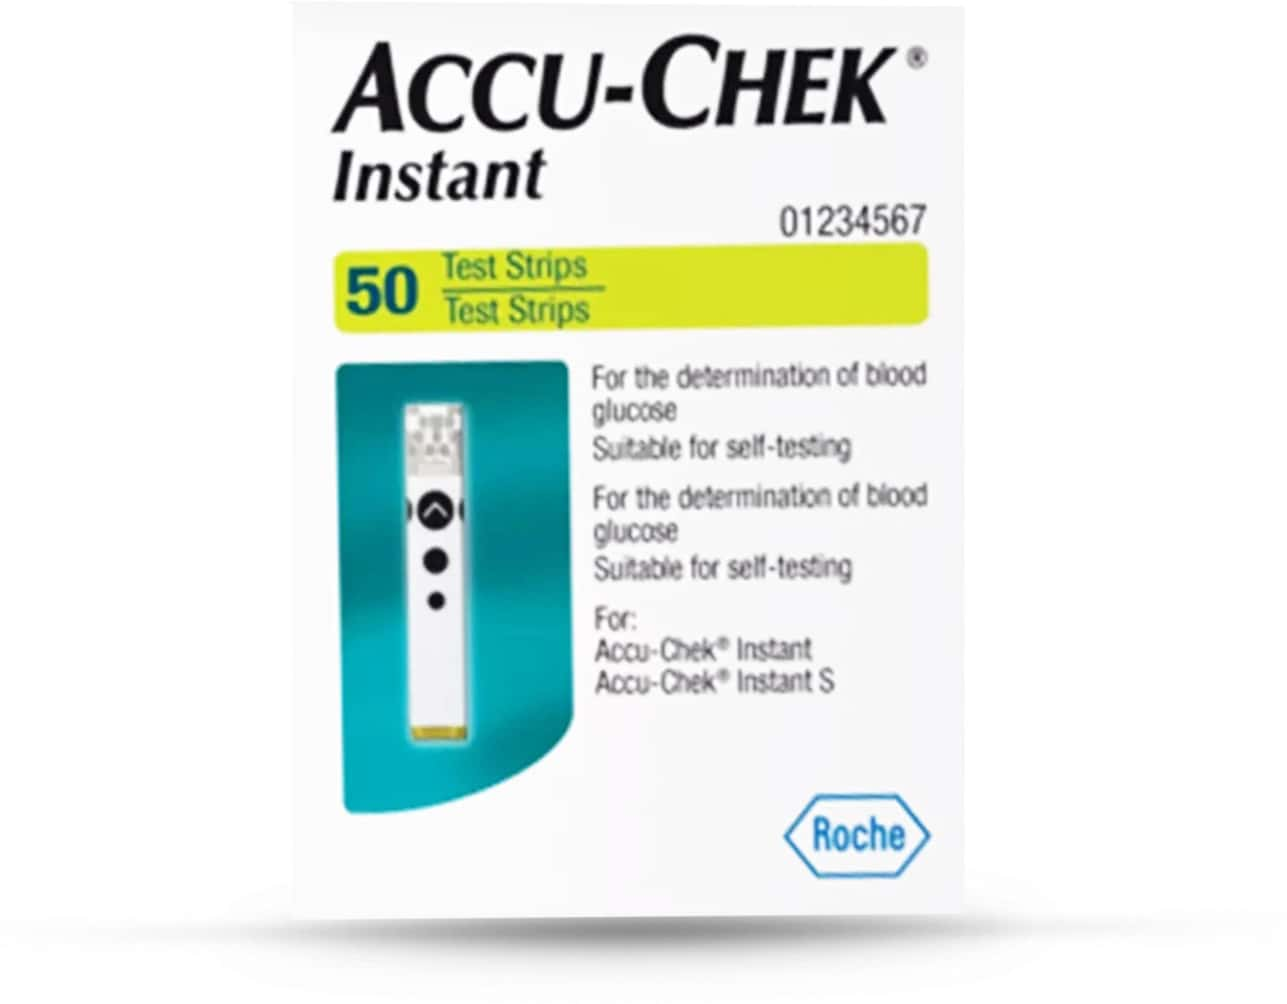 ACCU-CHEK®
Instant
01234567
50 Test Strips
Test Strips
For the determination of blood
glucose
Suitable for self-testing
For the determination of blood
glucose
Suitable for self-testing
For:
Accu-Chek® Instant
Accu-Chek® Instant S
Roche